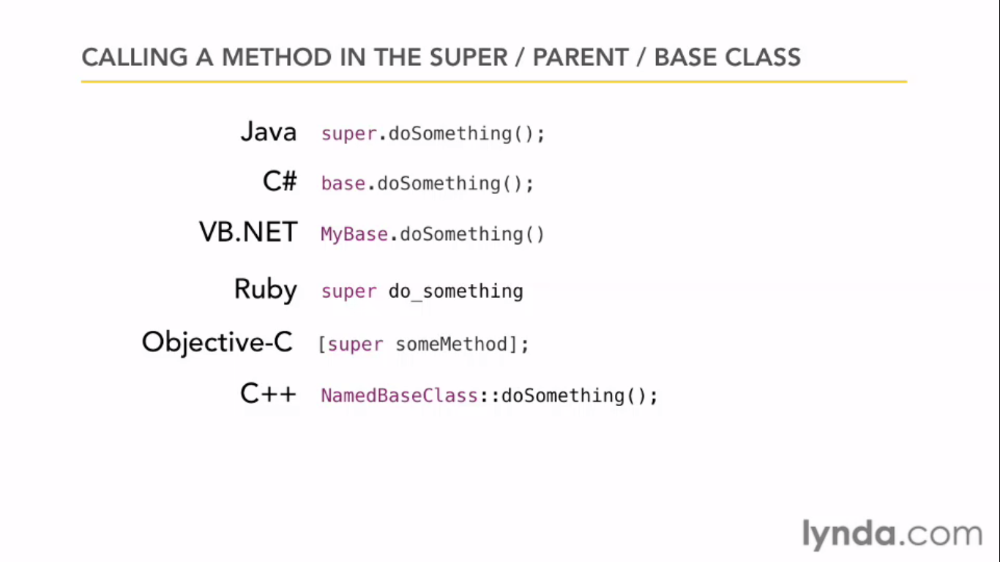 CALLING A METHOD IN THE SUPER / PARENT / BASE CLASS
Java super.doSomething();
C# base.doSomething();
VB.NET MyBase.doSomething()
Ruby super do_something
Objective-C [super someMethod];
C++ NamedBaseClass::doSomething();
lynda.com